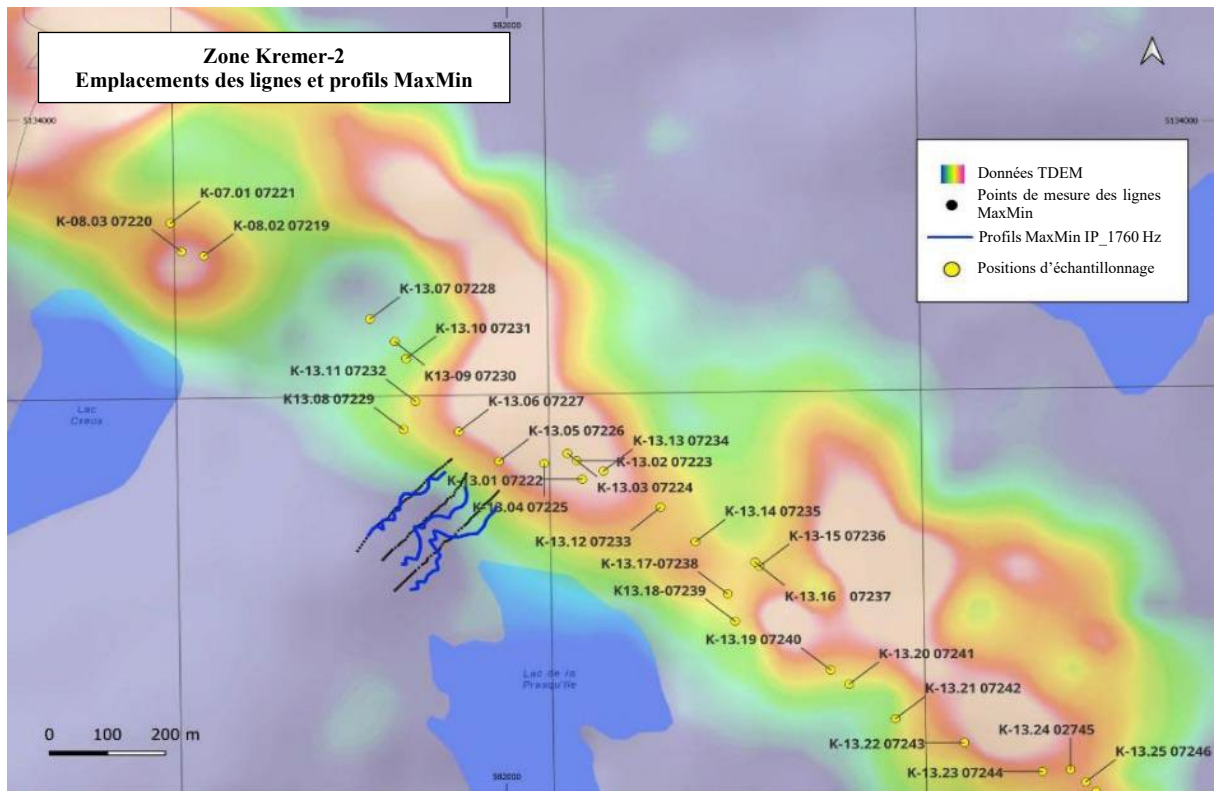 582000
Zone Kremer-2
Emplacements des lignes et profils MaxMin
5134000
5134000
Données TDEM
Points de mesure des lignes
MaxMin
Profils MaxMin IP_1760 Hz
Positions d’échantillonnage
K-07.01 07221
K-08.03 07220
K-08.02 07219
K-13.07 07228
K-13.10 07231
K-13.11 07232
K13-09 07230
K13.08 07229
K-13.06 07227
Lac
Creux
K-13.05 07226
K-13.13 07234
K-13.02 07223
K-13.01 07222
K-13.03 07224
K-13.04 07225
K-13.14 07235
K-13.12 07233
K-13-15 07236
K-13.17-07238
K13.18-07239
K-13.16 07237
K-13.19 07240
K-13.20 07241
Lac de la
Presqu'île
K-13.21 07242
K-13.24 02745
K-13.22 07243
K-13.25 07246
K-13.23 07244
0 100 200 m
582000